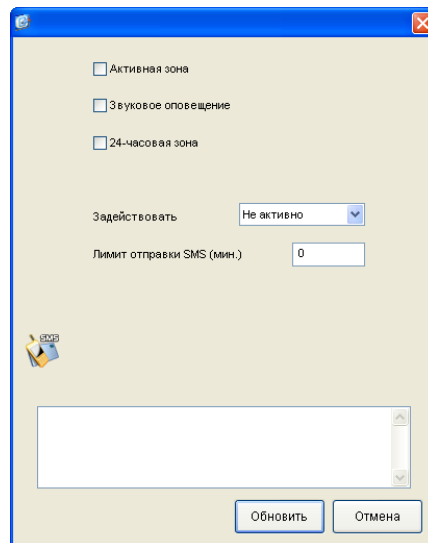 Активная зона
Звуковое оповещение
24-часовая зона
Задействовать Не активно
Лимит отправки SMS (мин.) 0
SMS
Обновить Отмена